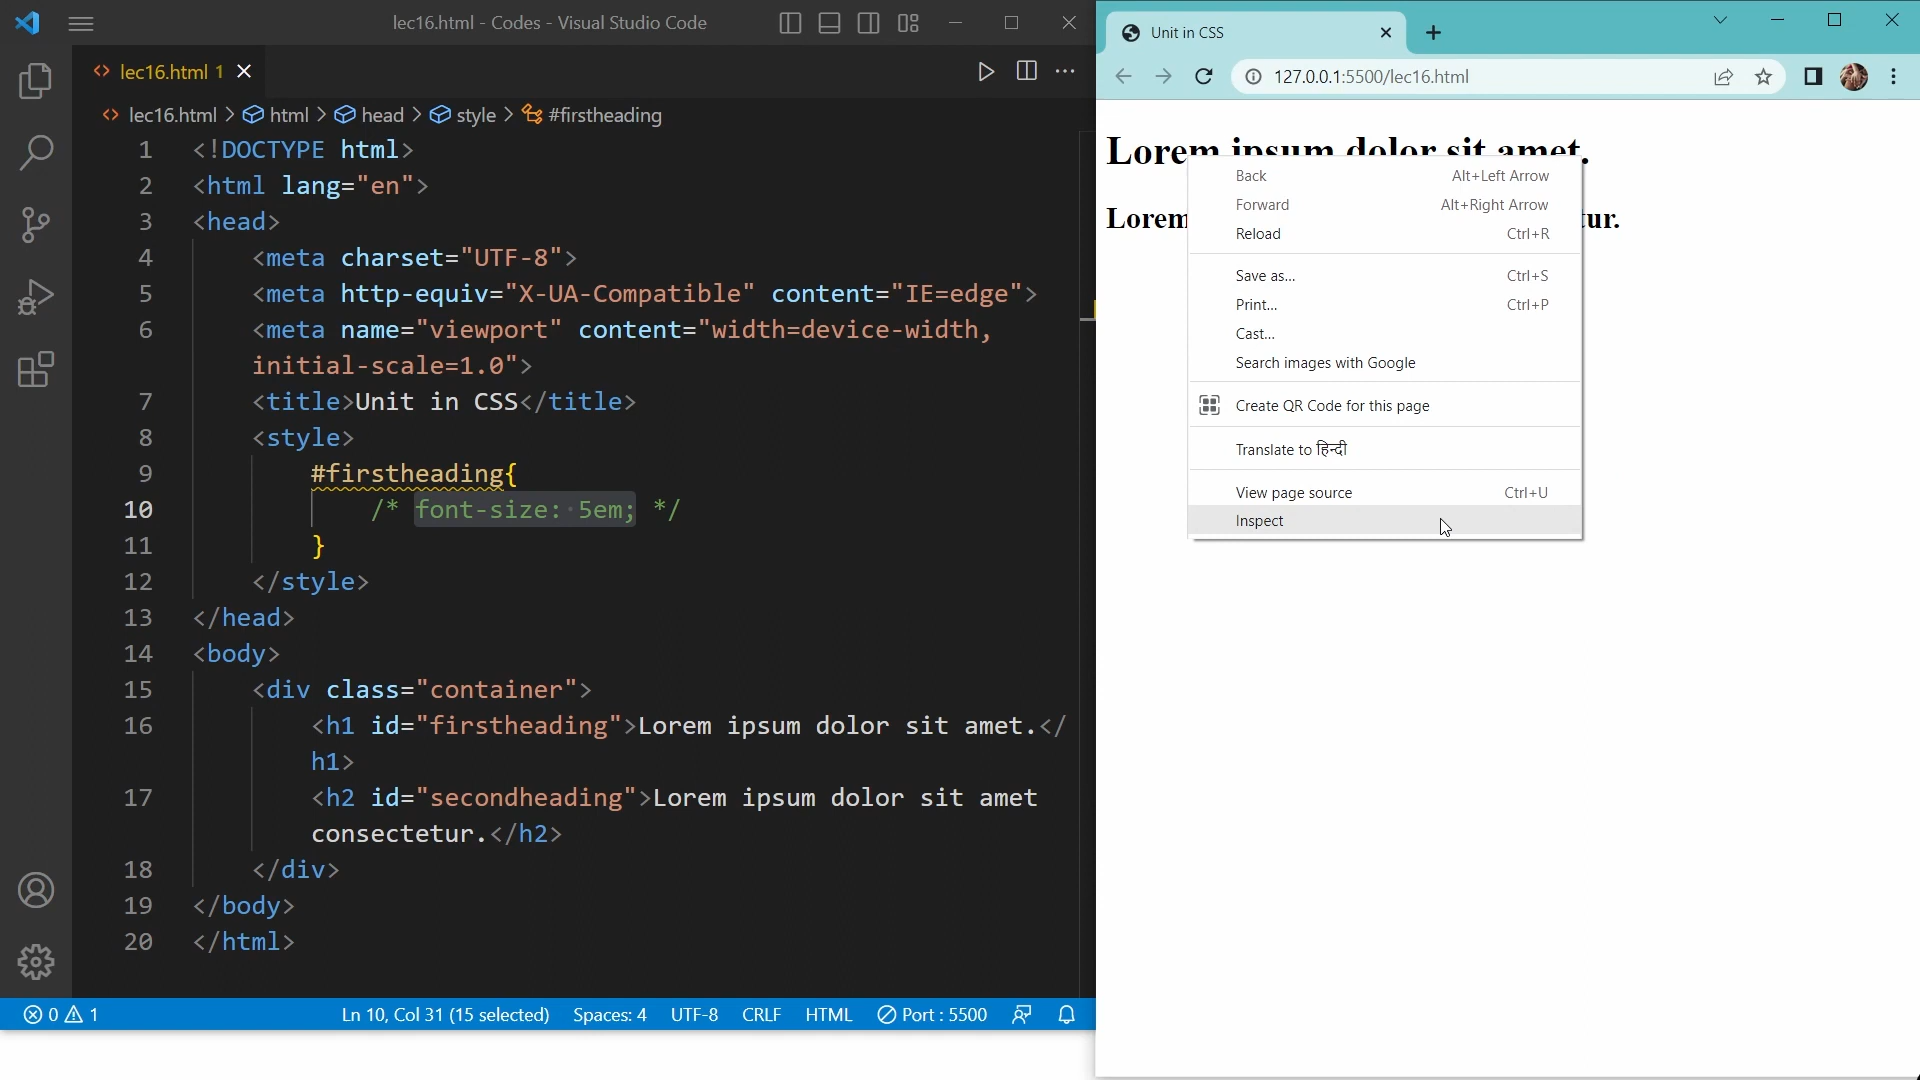 lec16.html - Codes - Visual Studio Code
lec16.html 1
lec16.html > html > head > style > #firstheading
1 <!DOCTYPE html>
2 <html lang="en">
3 <head>
4 <meta charset="UTF-8">
5 <meta http-equiv="X-UA-Compatible" content="IE=edge">
6 <meta name="viewport" content="width=device-width,
initial-scale=1.0">
7 <title>Unit in CSS</title>
8 <style>
9 #firstheading{
10 /* font-size: 5em; */
11 }
12 </style>
13 </head>
14 <body>
15 <div class="container">
16 <h1 id="firstheading">Lorem ipsum dolor sit amet.</
h1>
17 <h2 id="secondheading">Lorem ipsum dolor sit amet
consectetur.</h2>
18 </div>
19 </body>
20 </html>
0 1 Ln 10, Col 31 (15 selected) Spaces: 4 UTF-8 CRLF HTML Port : 5500
Unit in CSS
127.0.0.1:5500/lec16.html
Lorem ipsum dolor sit amet.
Lorem tur.
Back Alt+Left Arrow
Forward Alt+Right Arrow
Reload Ctrl+R
Save as... Ctrl+S
Print... Ctrl+P
Cast...
Search images with Google
Create QR Code for this page
Translate to हिन्दी
View page source Ctrl+U
Inspect